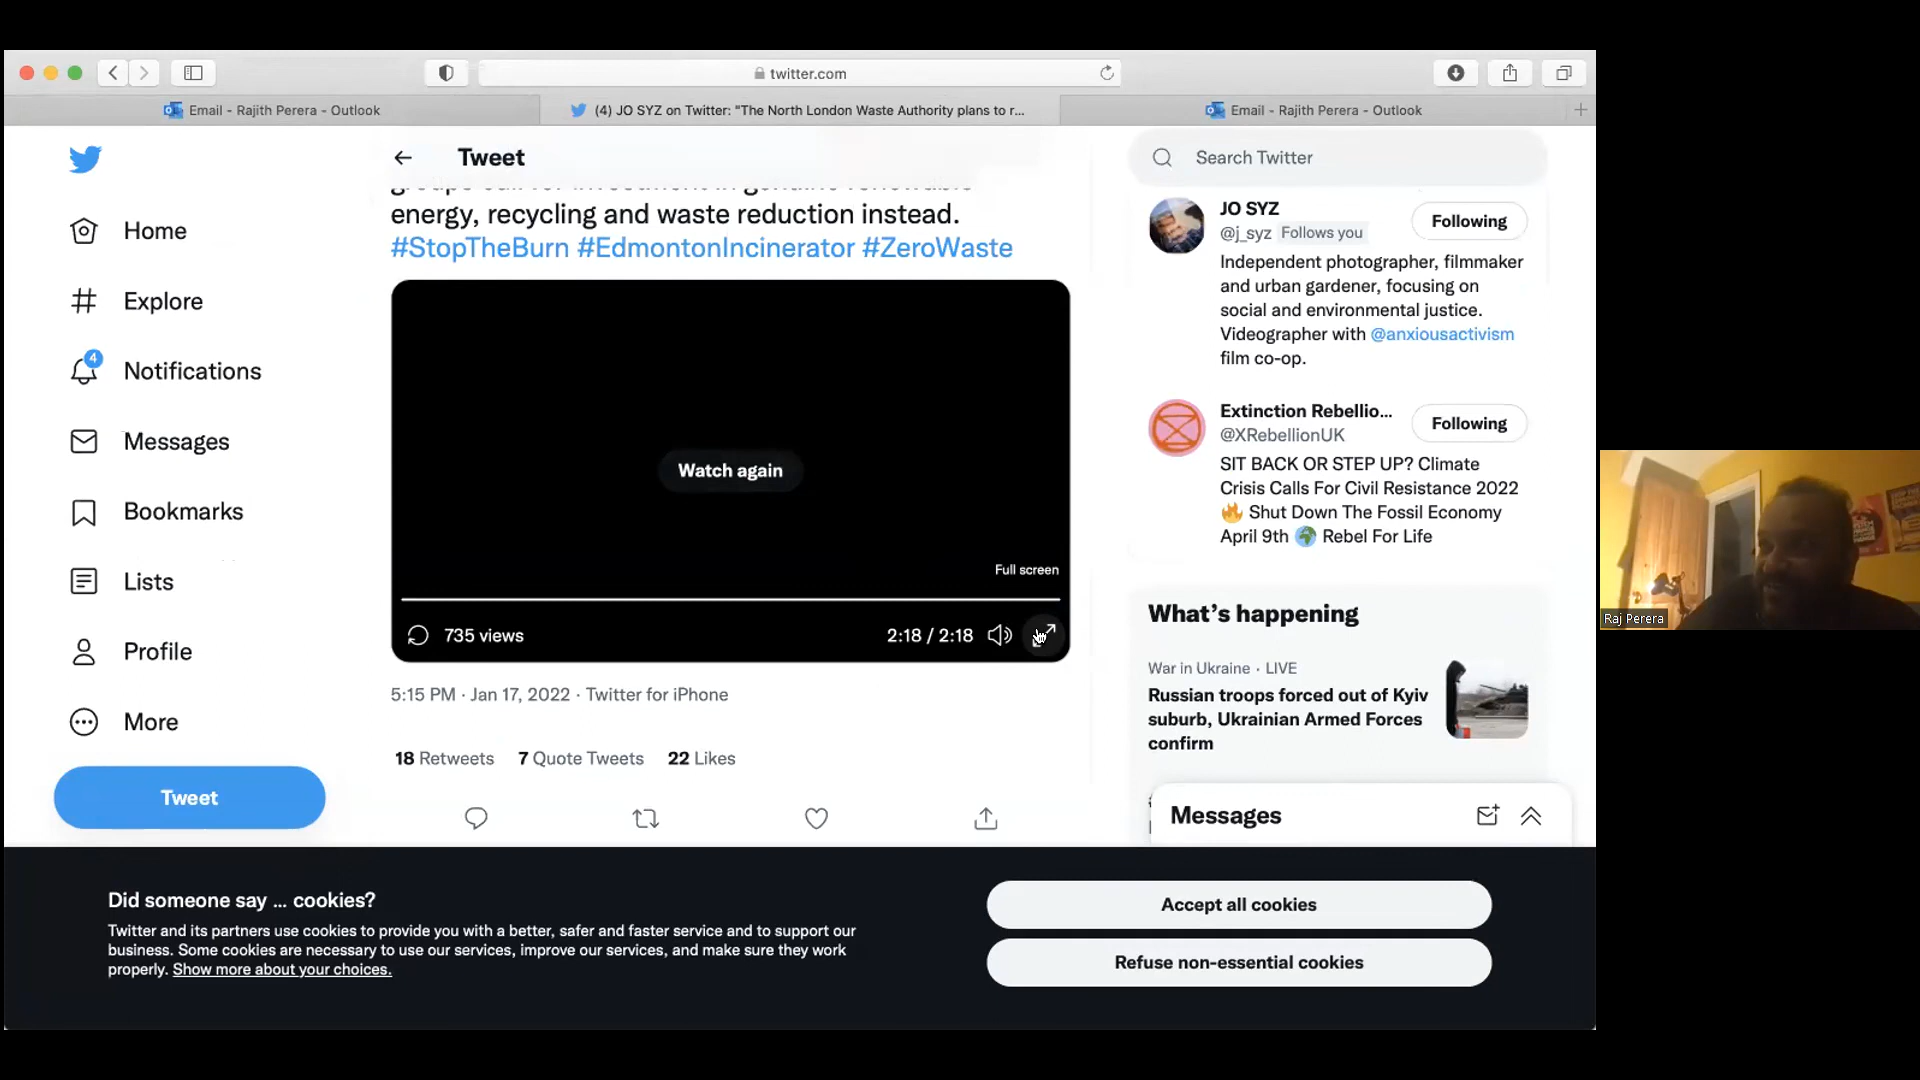 twitter.com
Email - Rajith Perera - Outlook
(4) JO SYZ on Twitter: "The North London Waste Authority plans to r...
Email - Rajith Perera - Outlook
Home
Explore
4
Notifications
Messages
Bookmarks
Lists
Profile
More
Tweet
Tweet
groups call for investment in genuine renewable
energy, recycling and waste reduction instead.
#StopTheBurn #EdmontonIncinerator #ZeroWaste
Watch again
Full screen
735 views
2:18 / 2:18
5:15 PM · Jan 17, 2022 · Twitter for iPhone
18 Retweets 7 Quote Tweets 22 Likes
Search Twitter
JO SYZ
@j_syz Follows you
Following
Independent photographer, filmmaker
and urban gardener, focusing on
social and environmental justice.
Videographer with @anxiousactivism
film co-op.
Extinction Rebellio...
@XRebellionUK
Following
SIT BACK OR STEP UP? Climate
Crisis Calls For Civil Resistance 2022
🔥 Shut Down The Fossil Economy
April 9th 🌍 Rebel For Life
What's happening
War in Ukraine · LIVE
Russian troops forced out of Kyiv
suburb, Ukrainian Armed Forces
confirm
Messages
Did someone say ... cookies?
Twitter and its partners use cookies to provide you with a better, safer and faster service and to support our
business. Some cookies are necessary to use our services, improve our services, and make sure they work
properly. Show more about your choices.
Accept all cookies
Refuse non-essential cookies
Raj Perera